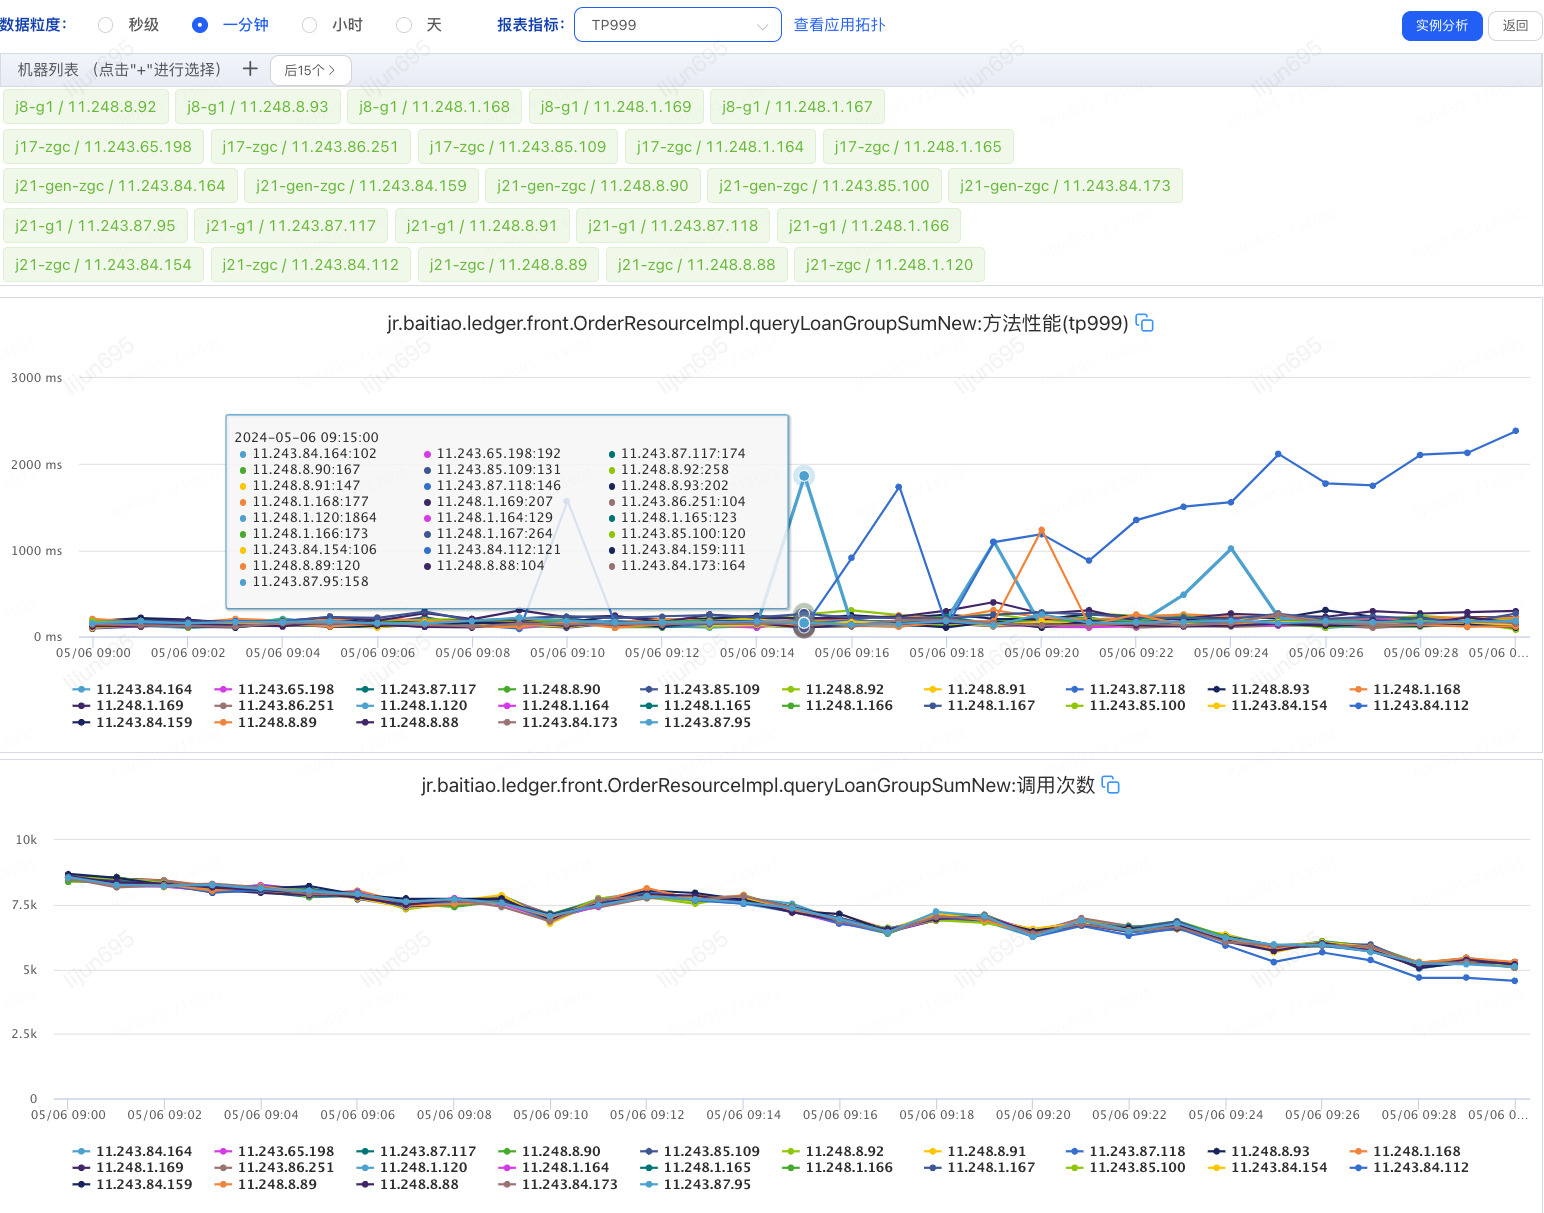 数据粒度： 秒级 一分钟 小时 天 报表指标： TP999 查看应用拓扑 实例分析 返回
机器列表 （点击"+"进行选择） + 后15个 >
j8-g1 / 11.248.8.92 j8-g1 / 11.248.8.93 j8-g1 / 11.248.1.168 j8-g1 / 11.248.1.169 j8-g1 / 11.248.1.167
j17-zgc / 11.243.65.198 j17-zgc / 11.243.86.251 j17-zgc / 11.243.85.109 j17-zgc / 11.248.1.164 j17-zgc / 11.248.1.165
j21-gen-zgc / 11.243.84.164 j21-gen-zgc / 11.243.84.159 j21-gen-zgc / 11.248.8.90 j21-gen-zgc / 11.243.85.100 j21-gen-zgc / 11.243.84.173
j21-g1 / 11.243.87.95 j21-g1 / 11.243.87.117 j21-g1 / 11.248.8.91 j21-g1 / 11.243.87.118 j21-g1 / 11.248.1.166
j21-zgc / 11.243.84.154 j21-zgc / 11.243.84.112 j21-zgc / 11.248.8.89 j21-zgc / 11.248.8.88 j21-zgc / 11.248.1.120
jr.baitiao.ledger.front.OrderResourceImpl.queryLoanGroupSumNew:方法性能(tp999)
3000 ms
2000 ms
1000 ms
0 ms
2024-05-06 09:15:00
11.243.84.164:102 11.243.65.198:192 11.243.87.117:174
11.248.8.90:167 11.243.85.109:131 11.248.8.92:258
11.248.8.91:147 11.243.87.118:146 11.248.8.93:202
11.248.1.168:177 11.248.1.169:207 11.243.86.251:104
11.248.1.120:1864 11.248.1.164:129 11.248.1.165:123
11.248.1.166:173 11.248.1.167:264 11.243.85.100:120
11.243.84.154:106 11.243.84.112:121 11.243.84.159:111
11.248.8.89:120 11.248.8.88:104 11.243.84.173:164
11.243.87.95:158
05/06 09:00 05/06 09:02 05/06 09:04 05/06 09:06 05/06 09:08 05/06 09:10 05/06 09:12 05/06 09:14 05/06 09:16 05/06 09:18 05/06 09:20 05/06 09:22 05/06 09:24 05/06 09:26 05/06 09:28 05/06 0...
11.243.84.164 11.243.65.198 11.243.87.117 11.248.8.90 11.243.85.109 11.248.8.92 11.248.8.91 11.243.87.118 11.248.8.93 11.248.1.168
11.248.1.169 11.243.86.251 11.248.1.120 11.248.1.164 11.248.1.165 11.248.1.166 11.248.1.167 11.243.85.100 11.243.84.154 11.243.84.112
11.243.84.159 11.248.8.89 11.248.8.88 11.243.84.173 11.243.87.95
jr.baitiao.ledger.front.OrderResourceImpl.queryLoanGroupSumNew:调用次数
10k
7.5k
5k
2.5k
0
05/06 09:00 05/06 09:02 05/06 09:04 05/06 09:06 05/06 09:08 05/06 09:10 05/06 09:12 05/06 09:14 05/06 09:16 05/06 09:18 05/06 09:20 05/06 09:22 05/06 09:24 05/06 09:26 05/06 09:28 05/06 0...
11.243.84.164 11.243.65.198 11.243.87.117 11.248.8.90 11.243.85.109 11.248.8.92 11.248.8.91 11.243.87.118 11.248.8.93 11.248.1.168
11.248.1.169 11.243.86.251 11.248.1.120 11.248.1.164 11.248.1.165 11.248.1.166 11.248.1.167 11.243.85.100 11.243.84.154 11.243.84.112
11.243.84.159 11.248.8.89 11.248.8.88 11.243.84.173 11.243.87.95
lijun695